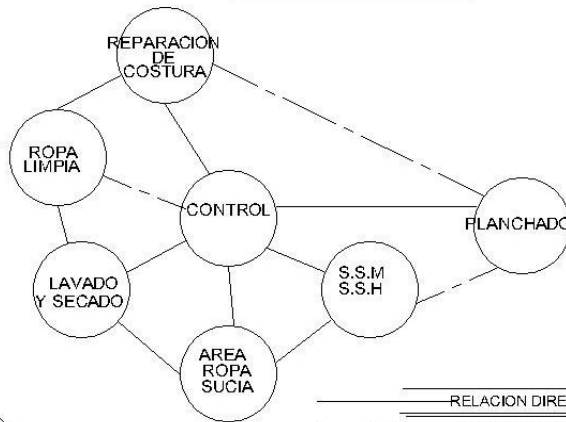 REPARACION
DE
COSTURA
ROPA
LIMPIA
CONTROL
PLANCHADO
LAVADO
Y SECADO
S.S.M
S.S.H
AREA
ROPA
SUCIA
RELACION DIRE